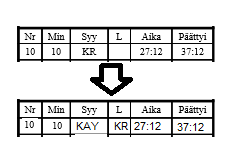 Nr Min Syy L Aika Päättyi
10 10 KR 27:12 37:12
Nr Min Syy L Aika Päättyi
10 10 KAY KR 27:12 37:12